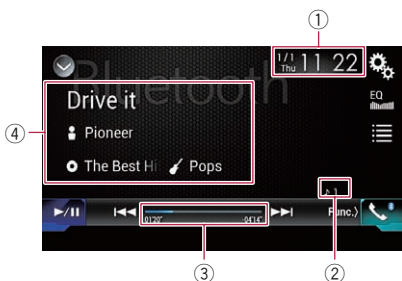 ①
1/1
Thu 11 22
Bluetooth
EQ
④
Drive it
Pioneer
The Best Hi
Pops
♪ 1
01'20"
-04'14"
Func.
③
②